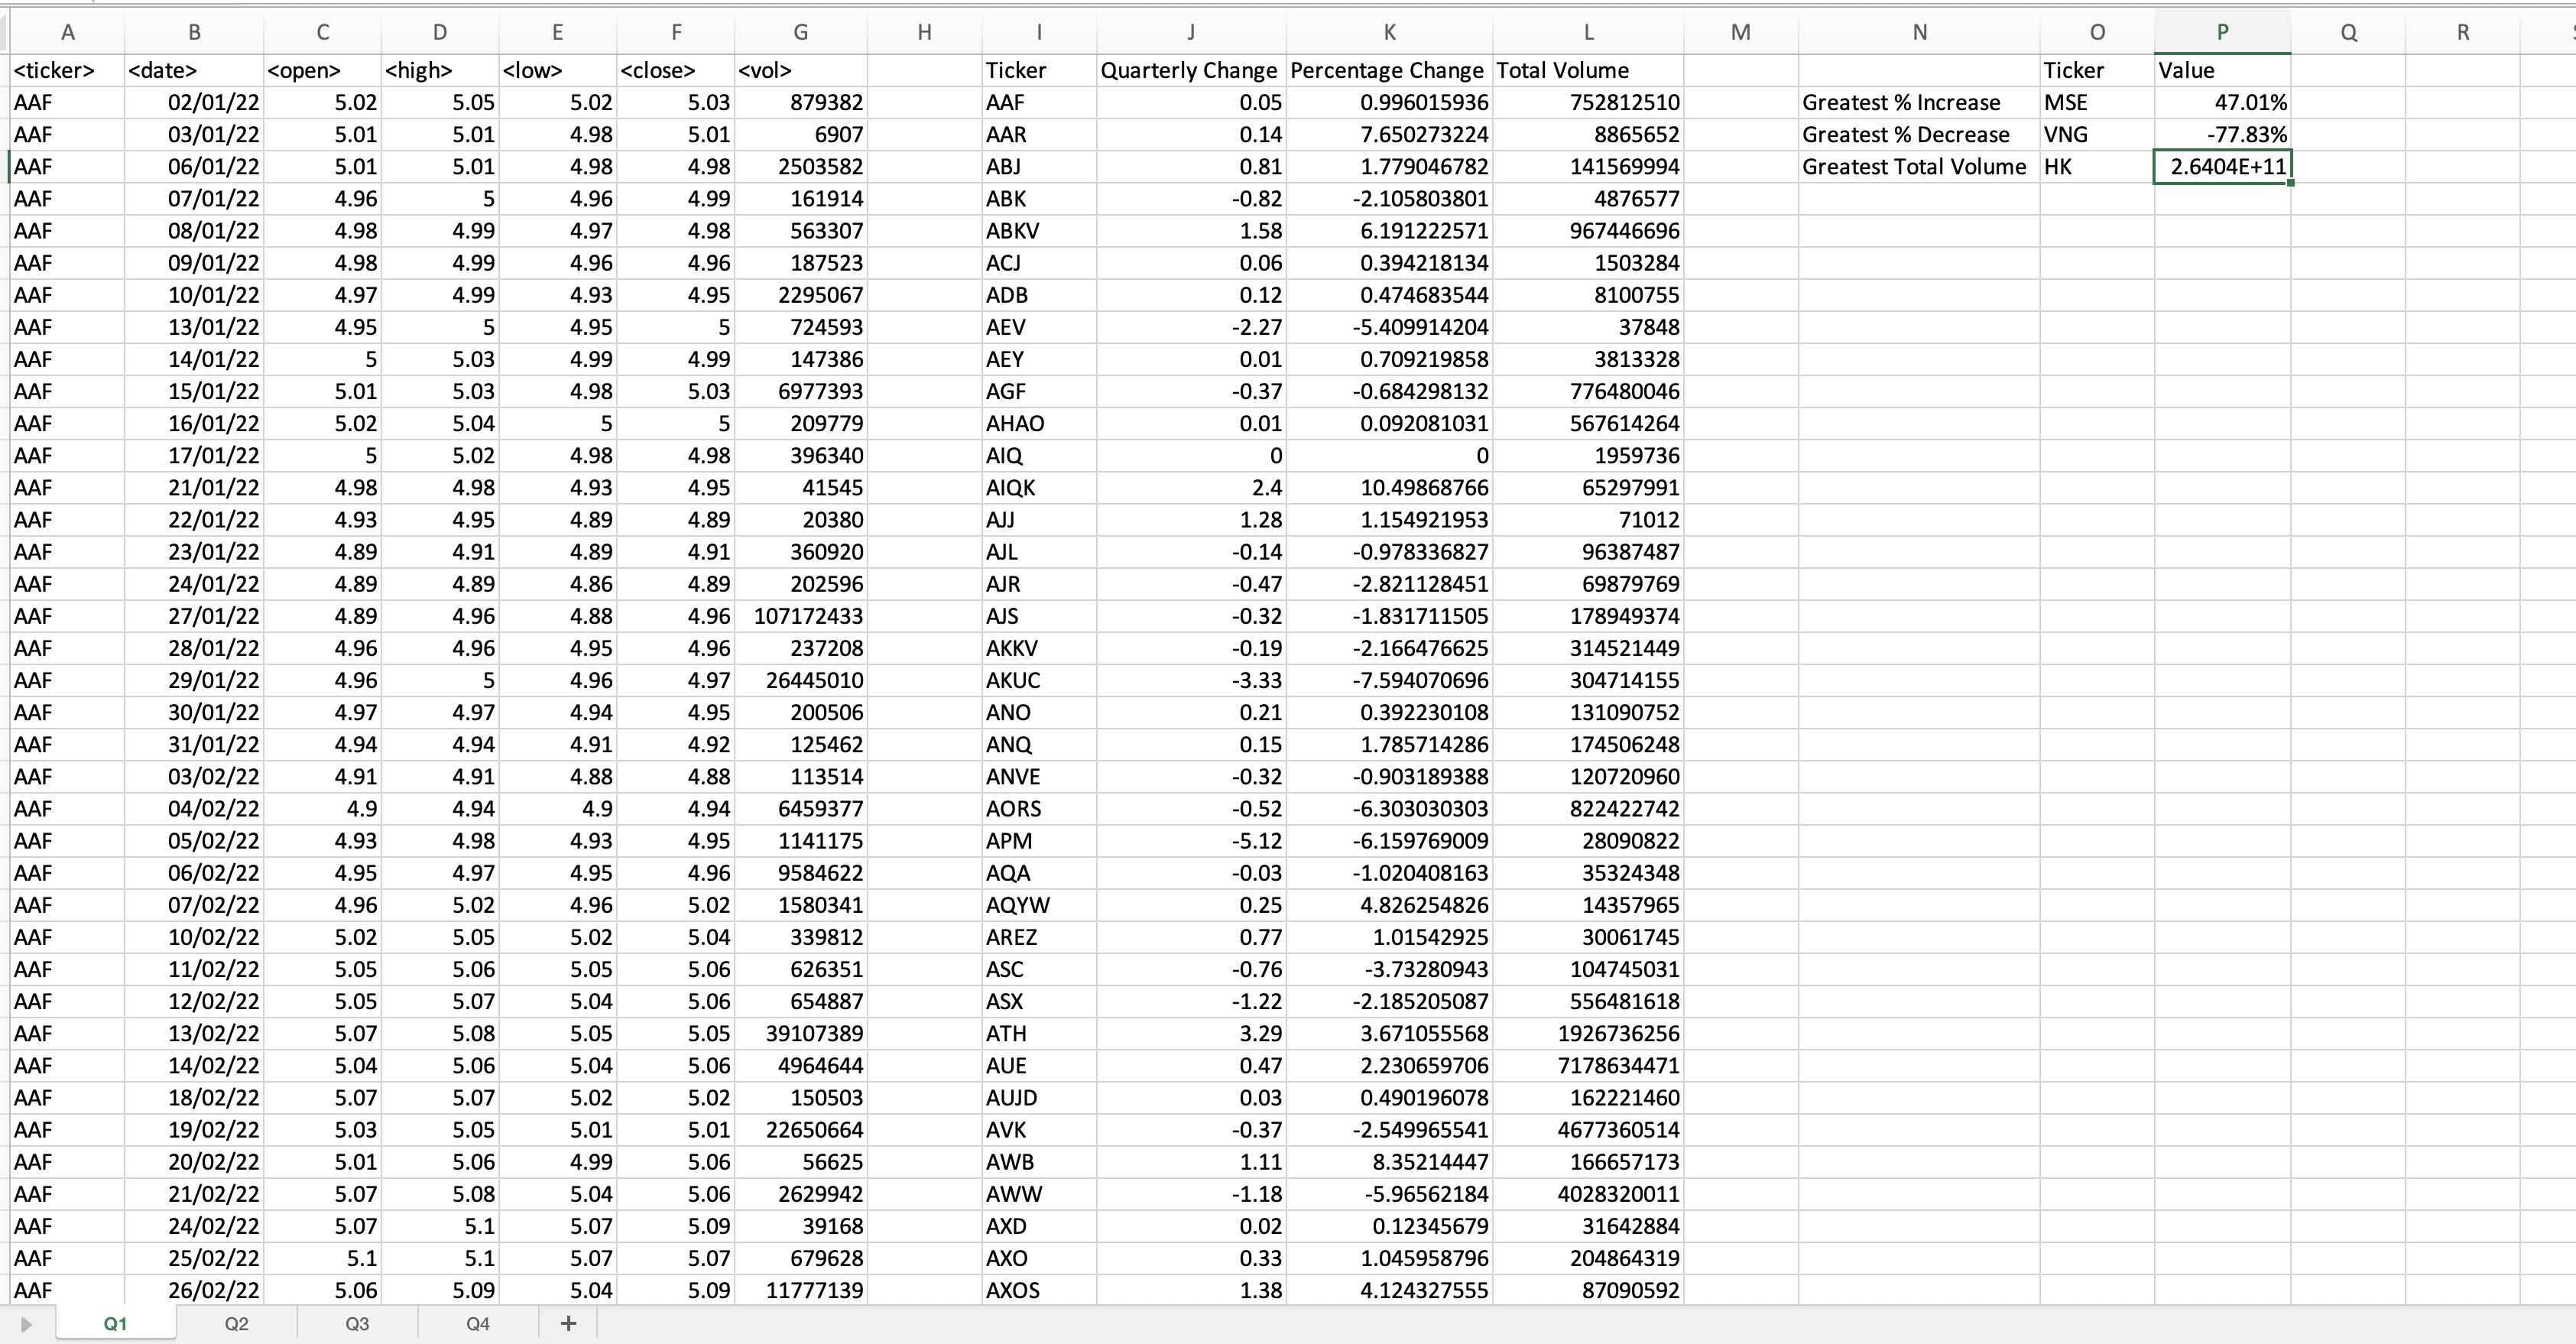 A B C D E F G H I J K L M N O P Q R
<ticker> <date> <open> <high> <low> <close> <vol> Ticker Quarterly Change Percentage Change Total Volume Ticker Value
AAF 02/01/22 5.02 5.05 5.02 5.03 879382 AAF 0.05 0.996015936 752812510 Greatest % Increase MSE 47.01%
AAF 03/01/22 5.01 5.01 4.98 5.01 6907 AAR 0.14 7.650273224 8865652 Greatest % Decrease VNG -77.83%
AAF 06/01/22 5.01 5.01 4.98 4.98 2503582 ABJ 0.81 1.779046782 141569994 Greatest Total Volume HK 2.6404E+11
AAF 07/01/22 4.96 5 4.96 4.99 161914 ABK -0.82 -2.105803801 4876577
AAF 08/01/22 4.98 4.99 4.97 4.98 563307 ABKV 1.58 6.191222571 967446696
AAF 09/01/22 4.98 4.99 4.96 4.96 187523 ACJ 0.06 0.394218134 1503284
AAF 10/01/22 4.97 4.99 4.93 4.95 2295067 ADB 0.12 0.474683544 8100755
AAF 13/01/22 4.95 5 4.95 5 724593 AEV -2.27 -5.409914204 37848
AAF 14/01/22 5 5.03 4.99 4.99 147386 AEY 0.01 0.709219858 3813328
AAF 15/01/22 5.01 5.03 4.98 5.03 6977393 AGF -0.37 -0.684298132 776480046
AAF 16/01/22 5.02 5.04 5 5 209779 AHAO 0.01 0.092081031 567614264
AAF 17/01/22 5 5.02 4.98 4.98 396340 AIQ 0 0 1959736
AAF 21/01/22 4.98 4.98 4.93 4.95 41545 AIQK 2.4 10.49868766 65297991
AAF 22/01/22 4.93 4.95 4.89 4.89 20380 AJJ 1.28 1.154921953 71012
AAF 23/01/22 4.89 4.91 4.89 4.91 360920 AJL -0.14 -0.978336827 96387487
AAF 24/01/22 4.89 4.89 4.86 4.89 202596 AJR -0.47 -2.821128451 69879769
AAF 27/01/22 4.89 4.96 4.88 4.96 107172433 AJS -0.32 -1.831711505 178949374
AAF 28/01/22 4.96 4.96 4.95 4.96 237208 AKKV -0.19 -2.166476625 314521449
AAF 29/01/22 4.96 5 4.96 4.97 26445010 AKUC -3.33 -7.594070696 304714155
AAF 30/01/22 4.97 4.97 4.94 4.95 200506 ANO 0.21 0.392230108 131090752
AAF 31/01/22 4.94 4.94 4.91 4.92 125462 ANQ 0.15 1.785714286 174506248
AAF 03/02/22 4.91 4.91 4.88 4.88 113514 ANVE -0.32 -0.903189388 120720960
AAF 04/02/22 4.9 4.94 4.9 4.94 6459377 AORS -0.52 -6.303030303 822422742
AAF 05/02/22 4.93 4.98 4.93 4.95 1141175 APM -5.12 -6.159769009 28090822
AAF 06/02/22 4.95 4.97 4.95 4.96 9584622 AQA -0.03 -1.020408163 35324348
AAF 07/02/22 4.96 5.02 4.96 5.02 1580341 AQYW 0.25 4.826254826 14357965
AAF 10/02/22 5.02 5.05 5.02 5.04 339812 AREZ 0.77 1.01542925 30061745
AAF 11/02/22 5.05 5.06 5.05 5.06 626351 ASC -0.76 -3.73280943 104745031
AAF 12/02/22 5.05 5.07 5.04 5.06 654887 ASX -1.22 -2.185205087 556481618
AAF 13/02/22 5.07 5.08 5.05 5.05 39107389 ATH 3.29 3.671055568 1926736256
AAF 14/02/22 5.04 5.06 5.04 5.06 4964644 AUE 0.47 2.230659706 7178634471
AAF 18/02/22 5.07 5.07 5.02 5.02 150503 AUJD 0.03 0.490196078 162221460
AAF 19/02/22 5.03 5.05 5.01 5.01 22650664 AVK -0.37 -2.549965541 4677360514
AAF 20/02/22 5.01 5.06 4.99 5.06 56625 AWB 1.11 8.35214447 166657173
AAF 21/02/22 5.07 5.08 5.04 5.06 2629942 AWW -1.18 -5.96562184 4028320011
AAF 24/02/22 5.07 5.1 5.07 5.09 39168 AXD 0.02 0.12345679 31642884
AAF 25/02/22 5.1 5.1 5.07 5.07 679628 AXO 0.33 1.045958796 204864319
AAF 26/02/22 5.06 5.09 5.04 5.09 11777139 AXOS 1.38 4.124327555 87090592
Q1 Q2 Q3 Q4 +